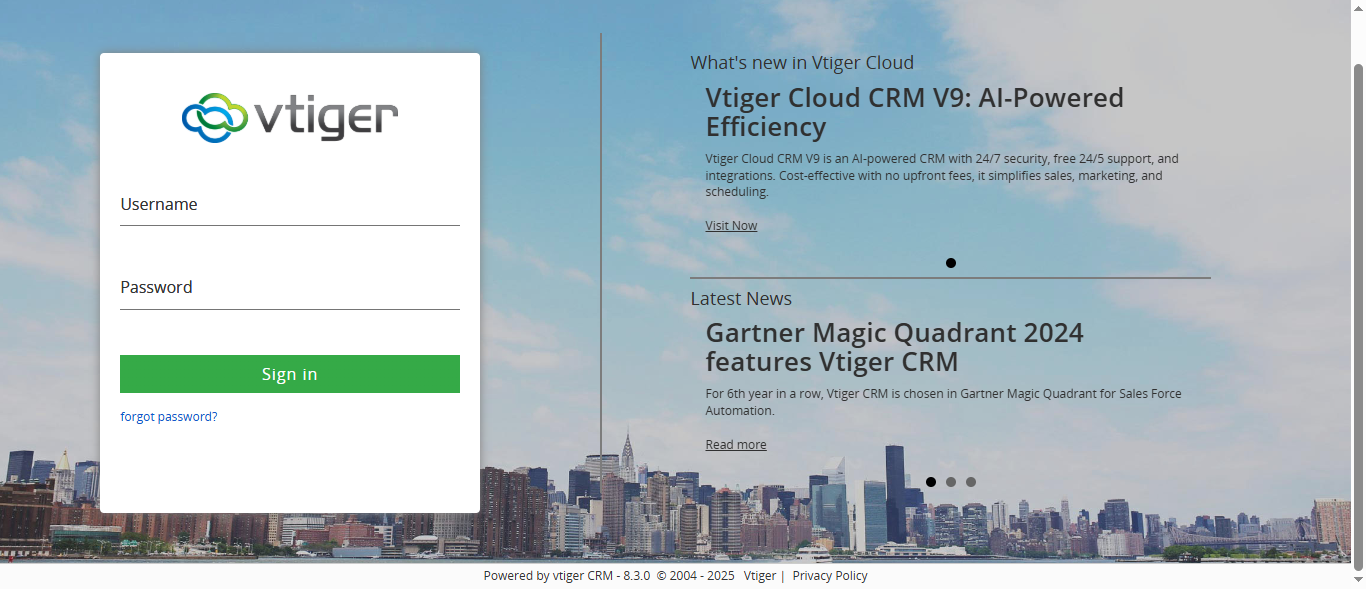 vtiger
Username
Password
Sign in
forgot password?
What's new in Vtiger Cloud
Vtiger Cloud CRM V9: AI-Powered
Efficiency
Vtiger Cloud CRM V9 is an AI-powered CRM with 24/7 security, free 24/5 support, and
integrations. Cost-effective with no upfront fees, it simplifies sales, marketing, and
scheduling.
Visit Now
Latest News
Gartner Magic Quadrant 2024
features Vtiger CRM
For 6th year in a row, Vtiger CRM is chosen in Gartner Magic Quadrant for Sales Force
Automation.
Read more
Powered by vtiger CRM - 8.3.0 © 2004 - 2025 Vtiger | Privacy Policy